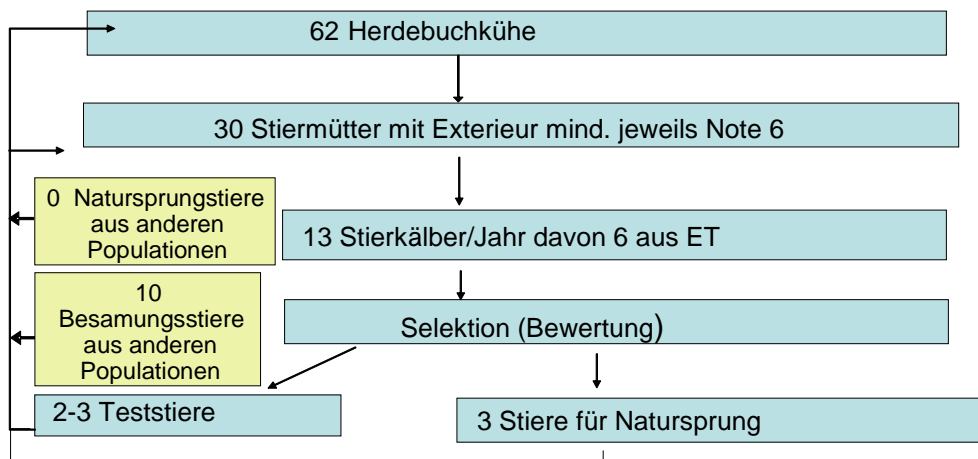 62 Herdebuchkühe
30 Stiermütter mit Exterieur mind. jeweils Note 6
0 Natursprungstiere
aus anderen
Populationen
13 Stierkälber/Jahr davon 6 aus ET
10
Besamungsstiere
aus anderen
Populationen
Selektion (Bewertung)
2-3 Teststiere
3 Stiere für Natursprung